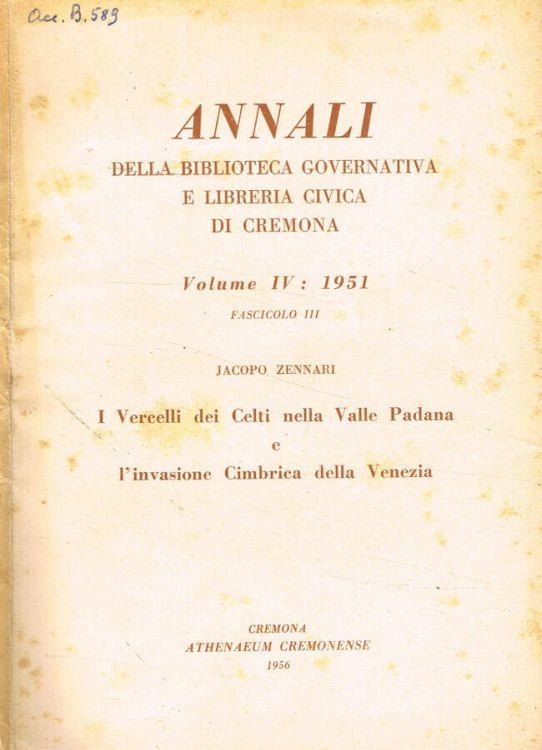 Acc. B. 589
ANNALI
DELLA BIBLIOTECA GOVERNATIVA
E LIBRERIA CIVICA
DI CREMONA
Volume IV : 1951
FASCICOLO III
JACOPO ZENNARI
I Vercelli dei Celti nella Valle Padana
e
l'invasione Cimbrica della Venezia
CREMONA
ATHENAEUM CREMONENSE
1956